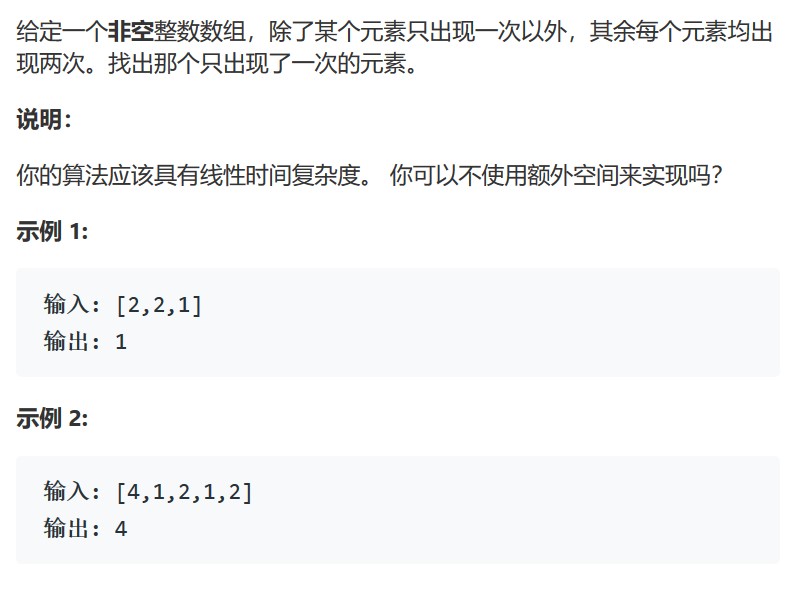 给定一个非空整数数组，除了某个元素只出现一次以外，其余每个元素均出
现两次。找出那个只出现了一次的元素。
说明：
你的算法应该具有线性时间复杂度。 你可以不使用额外空间来实现吗？
示例 1:
输入: [2,2,1]
输出: 1
示例 2:
输入: [4,1,2,1,2]
输出: 4